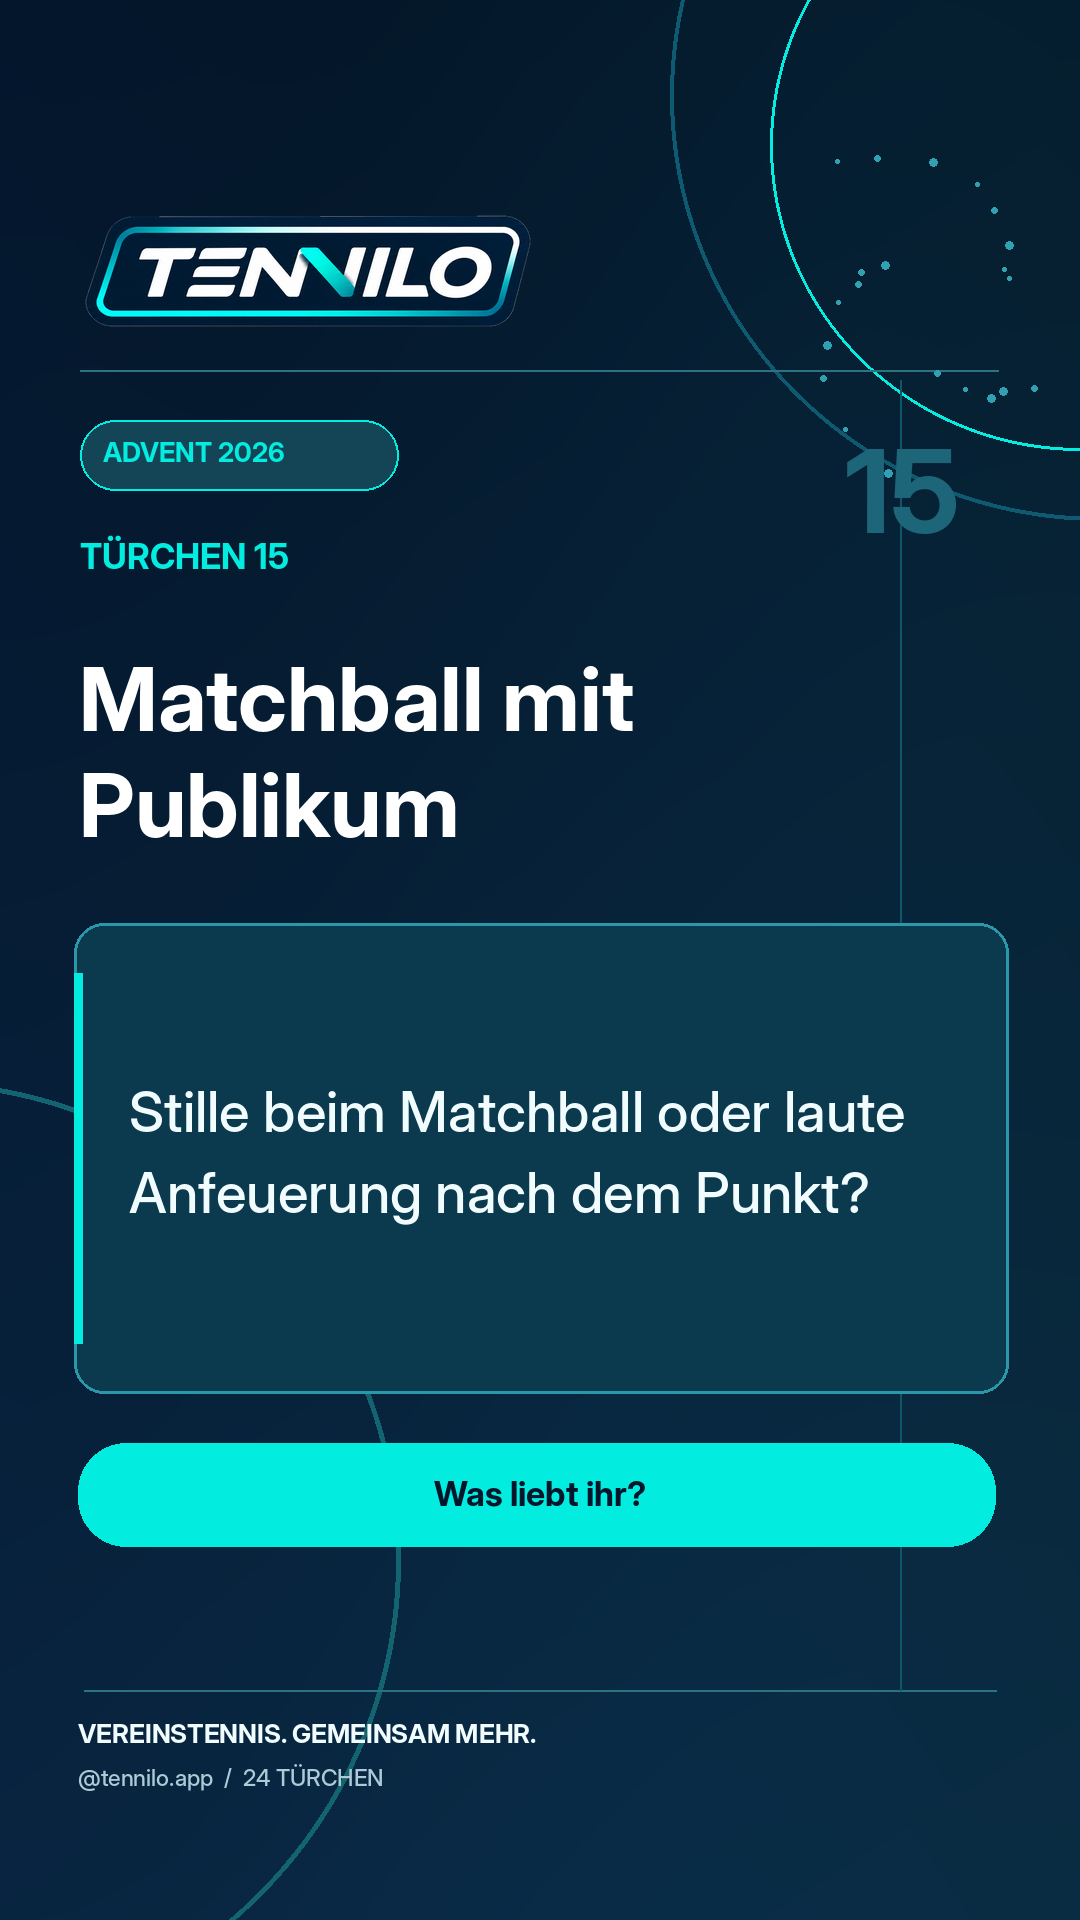 TENNILO
ADVENT 2026
15
TÜRCHEN 15
Matchball mit
Publikum
Stille beim Matchball oder laute
Anfeuerung nach dem Punkt?
Was liebt ihr?
VEREINSTENNIS. GEMEINSAM MEHR.
@tennilo.app / 24 TÜRCHEN